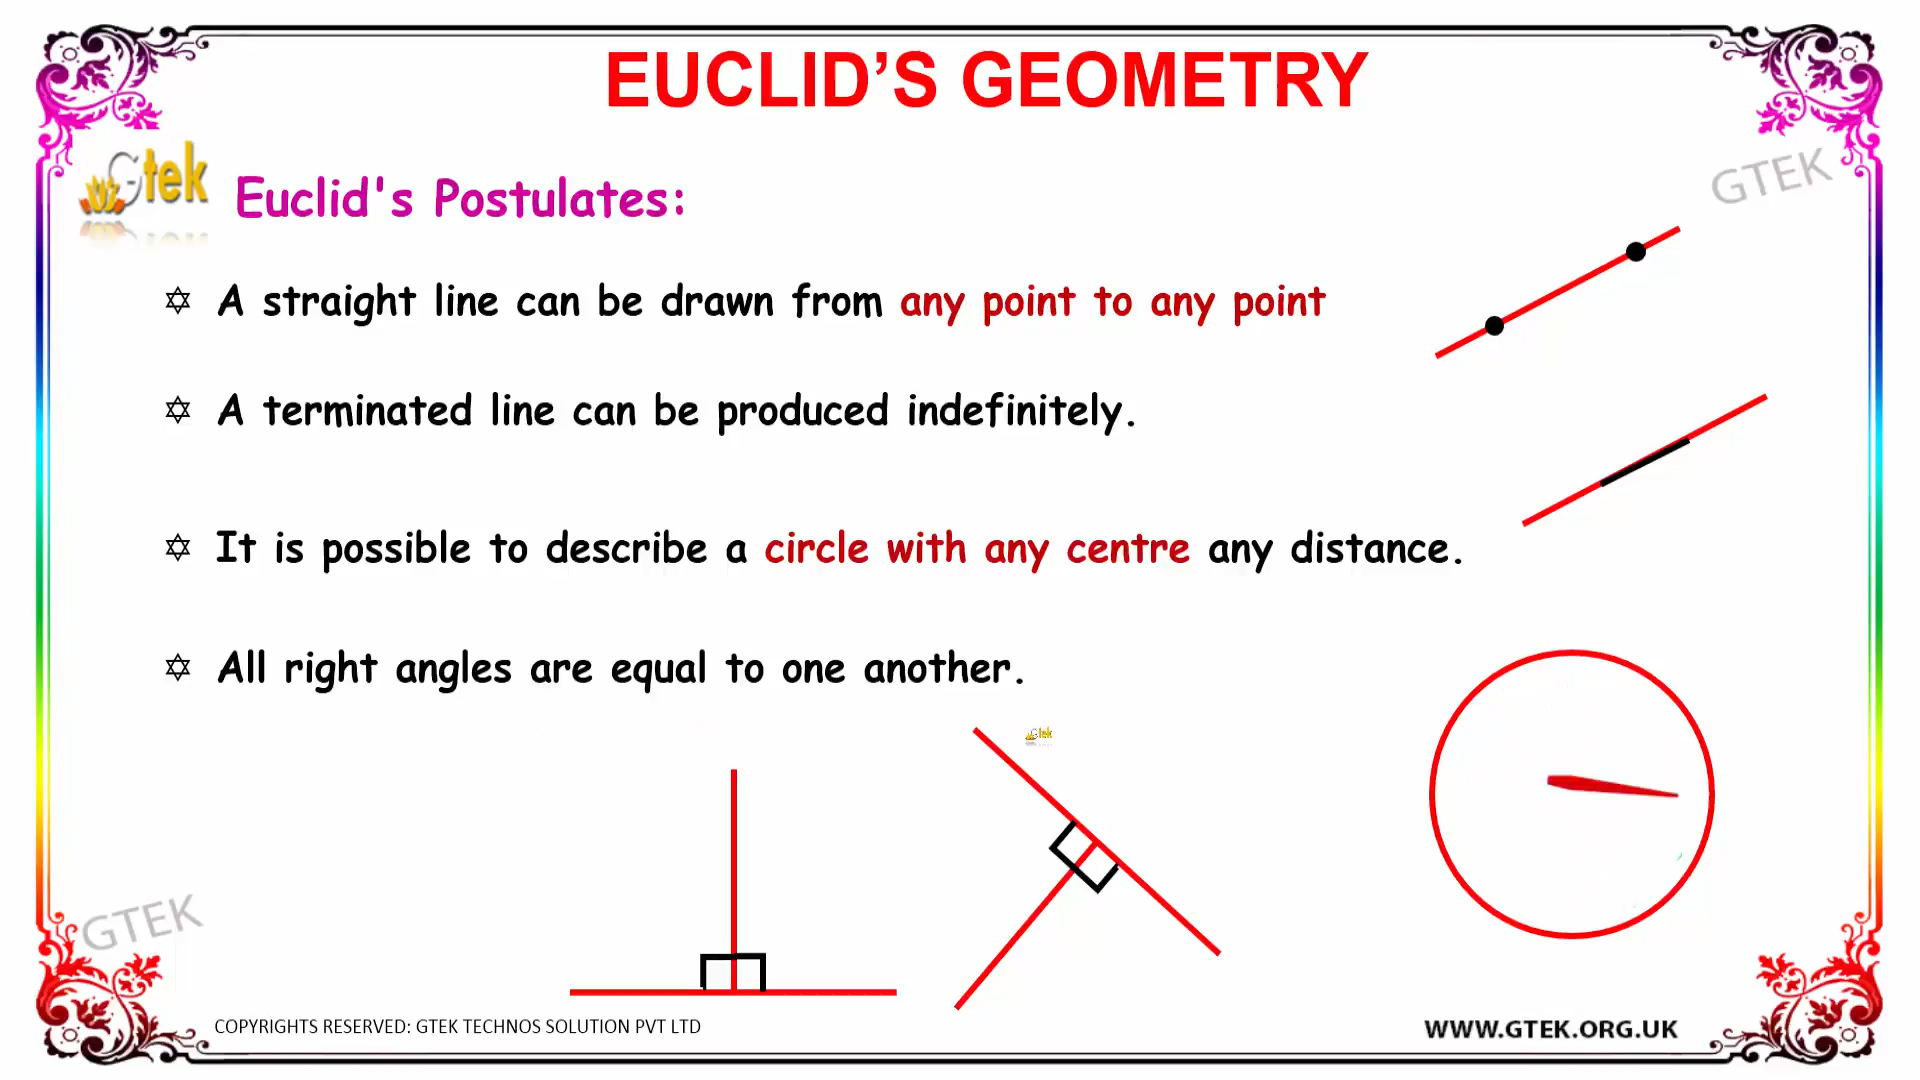 EUCLID’S GEOMETRY
Gtek
GTEK
Euclid's Postulates:
A straight line can be drawn from any point to any point
A terminated line can be produced indefinitely.
It is possible to describe a circle with any centre any distance.
All right angles are equal to one another.
Gtek
GTEK
COPYRIGHTS RESERVED: GTEK TECHNOS SOLUTION PVT LTD
WWW.GTEK.ORG.UK